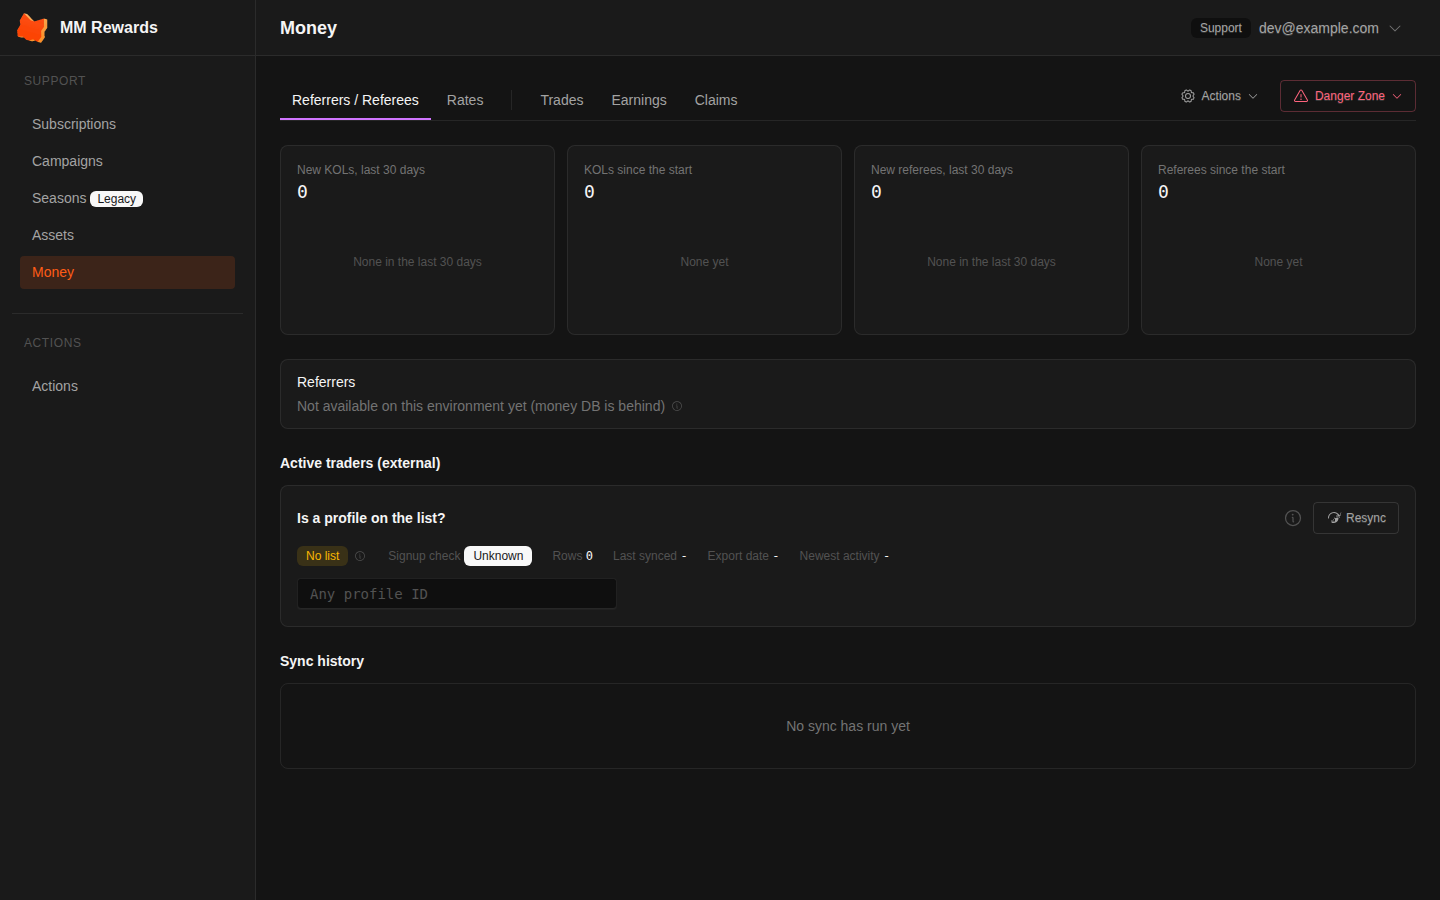 MM Rewards
Money
Support dev@example.com
SUPPORT
Subscriptions
Campaigns
Seasons Legacy
Assets
Money
ACTIONS
Actions
Referrers / Referees Rates Trades Earnings Claims
Actions Danger Zone
New KOLs, last 30 days
0
None in the last 30 days
KOLs since the start
0
None yet
New referees, last 30 days
0
None in the last 30 days
Referees since the start
0
None yet
Referrers
Not available on this environment yet (money DB is behind)
Active traders (external)
Is a profile on the list?
Resync
No list Signup check Unknown Rows 0 Last synced - Export date - Newest activity -
Any profile ID
Sync history
No sync has run yet